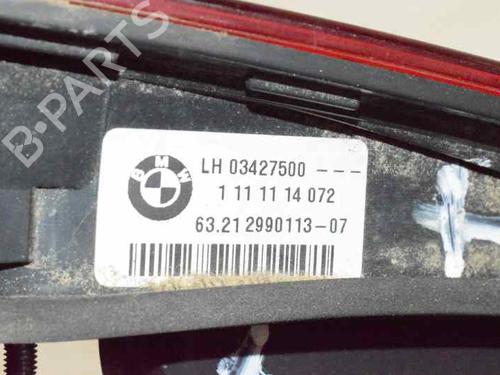 B-PARTS
BMW
LH 03427500 ---
1 11 11 14 072
63.21 2990113-07